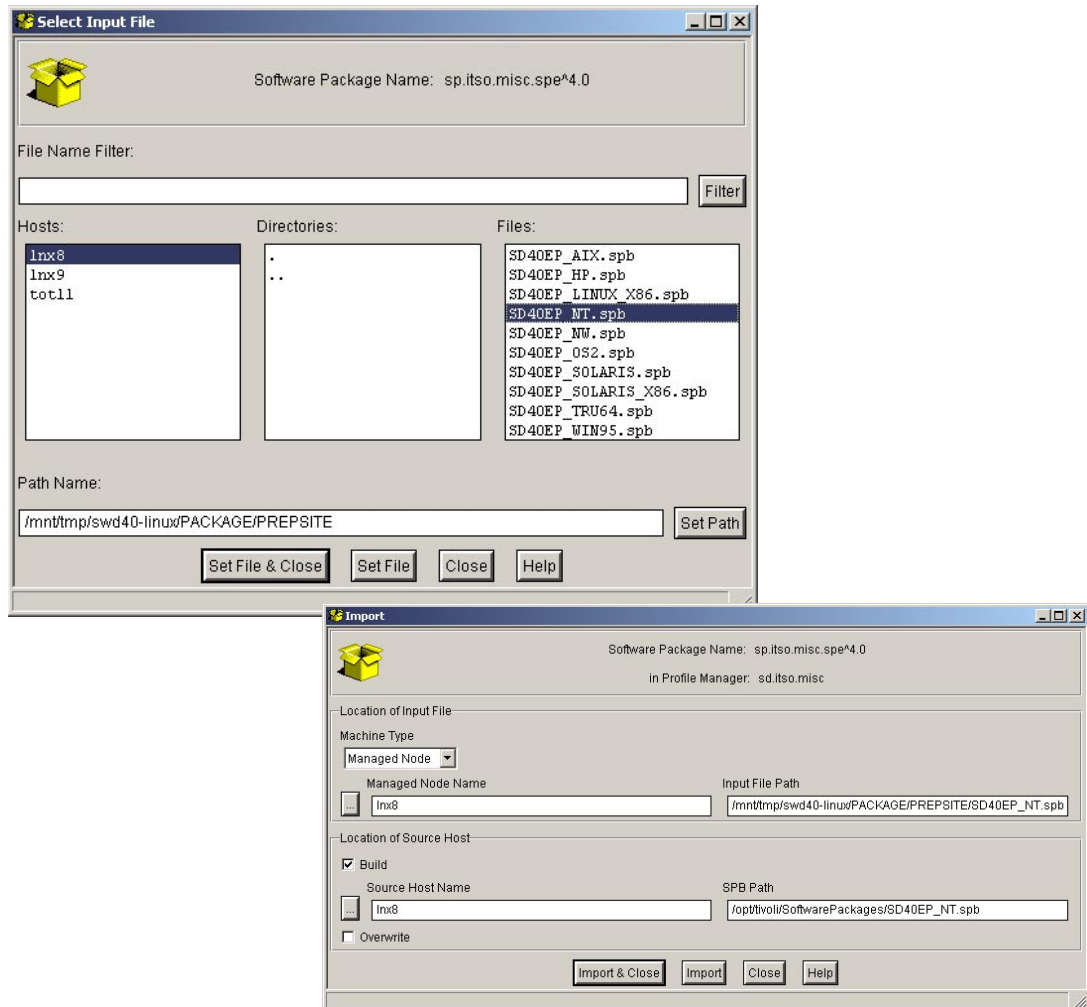 Select Input File
Software Package Name: sp.itso.misc.spe^4.0
File Name Filter:
Filter
Hosts: Directories: Files:
lnx8
lnx9
totll
.
..
SD40EP_AIX.spb
SD40EP_HP.spb
SD40EP_LINUX_X86.spb
SD40EP_NT.spb
SD40EP_NW.spb
SD40EP_OS2.spb
SD40EP_SOLARIS.spb
SD40EP_SOLARIS_X86.spb
SD40EP_TRU64.spb
SD40EP_WIN95.spb
Path Name:
/mnt/tmp/swd40-linux/PACKAGE/PREPSITE Set Path
Set File & Close Set File Close Help
Import
Software Package Name: sp.itso.misc.spe^4.0
in Profile Manager: sd.itso.misc
Location of Input File
Machine Type
Managed Node
Managed Node Name Input File Path
... lnx8 /mnt/tmp/swd40-linux/PACKAGE/PREPSITE/SD40EP_NT.spb
Location of Source Host
Build
Source Host Name SPB Path
... lnx8 /opt/tivoli/SoftwarePackages/SD40EP_NT.spb
Overwrite
Import & Close Import Close Help